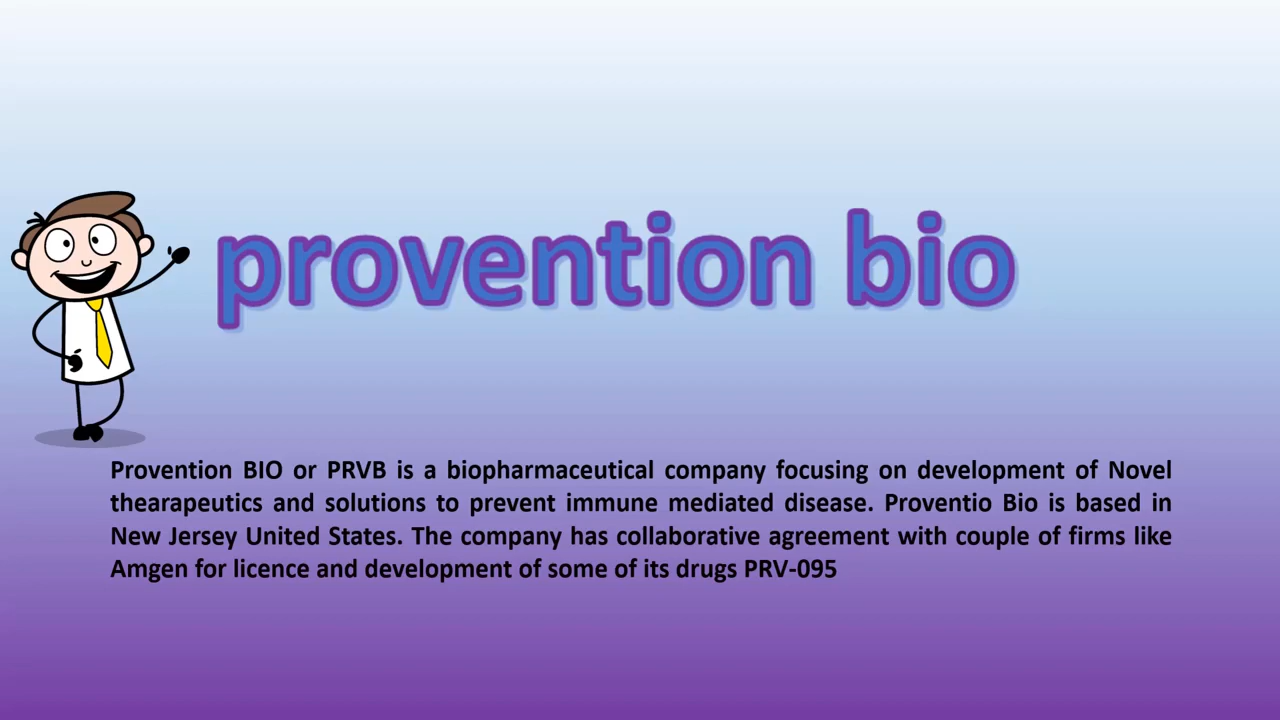 provention bio
Provention BIO or PRVB is a biopharmaceutical company focusing on development of Novel
thearapeutics and solutions to prevent immune mediated disease. Proventio Bio is based in
New Jersey United States. The company has collaborative agreement with couple of firms like
Amgen for licence and development of some of its drugs PRV-095